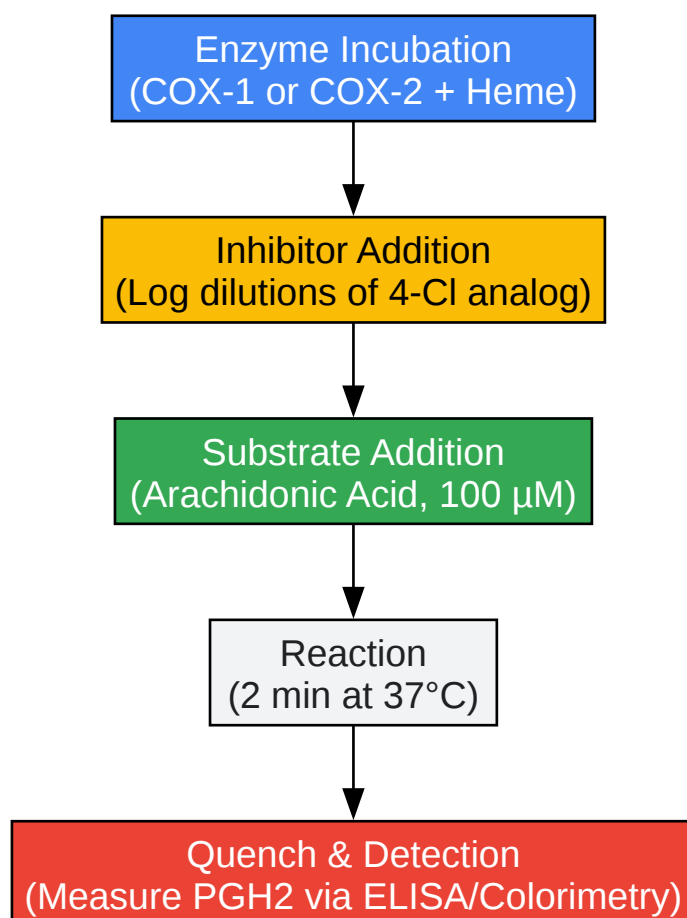 Enzyme Incubation
(COX-1 or COX-2 + Heme)
Inhibitor Addition
(Log dilutions of 4-Cl analog)
Substrate Addition
(Arachidonic Acid, 100 µM)
Reaction
(2 min at 37°C)
Quench & Detection
(Measure PGH2 via ELISA/Colorimetry)